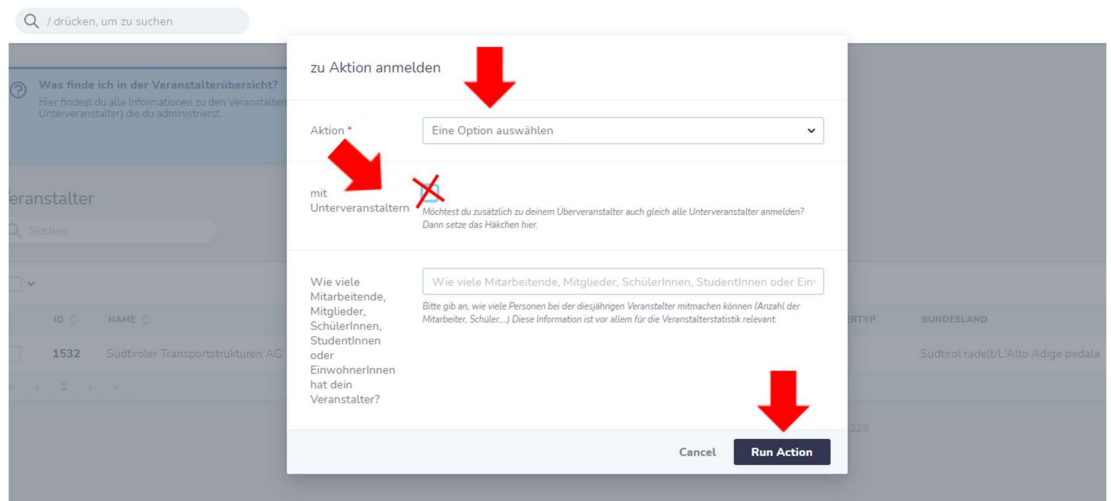 / drücken, um zu suchen
zu Aktion anmelden
Was finde ich in der Veranstalterübersicht?
Hier findest du alle Informationen zu den Veranstalten
Unterveranstalter) die du administrierst.
Aktion *
Eine Option auswählen
mit
Unterveranstaltern
Möchtest du zusätzlich zu deinem Überveranstalter auch gleich alle Unterveranstalter anmelden?
Dann setze das Häkchen hier.
eranstalter
Suchen
Wie viele
Mitarbeitende,
Mitglieder,
SchülerInnen,
StudentInnen
oder
EinwohnerInnen
hat dein
Veranstalter?
Wie viele Mitarbeitende, Mitglieder, SchülerInnen, StudentInnen oder Einw
Bitte gib an, wie viele Personen bei der diesjährigen Veranstalter mitmachen können (Anzahl der
Mitarbeiter, Schüler,...) Diese Information ist vor allem für die Veranstalterstatistik relevant.
ID NAME ERTYP BUNDESLAND
1532 Südtiroler Transportstrukturen AG Südtirol radelt/L'Alto Adige pedala
« ‹ 1 › »
22.0
Cancel Run Action